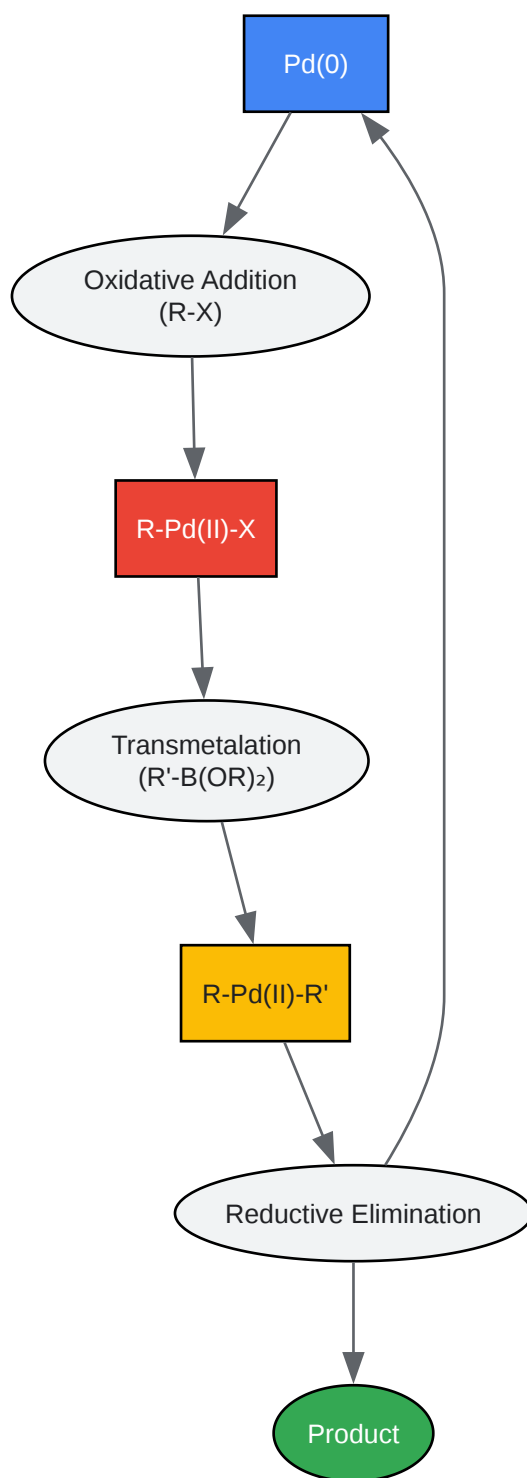 Pd(0)
Oxidative Addition
(R-X)
R-Pd(II)-X
Transmetalation
(R'-B(OR)₂)
R-Pd(II)-R'
Reductive Elimination
Product